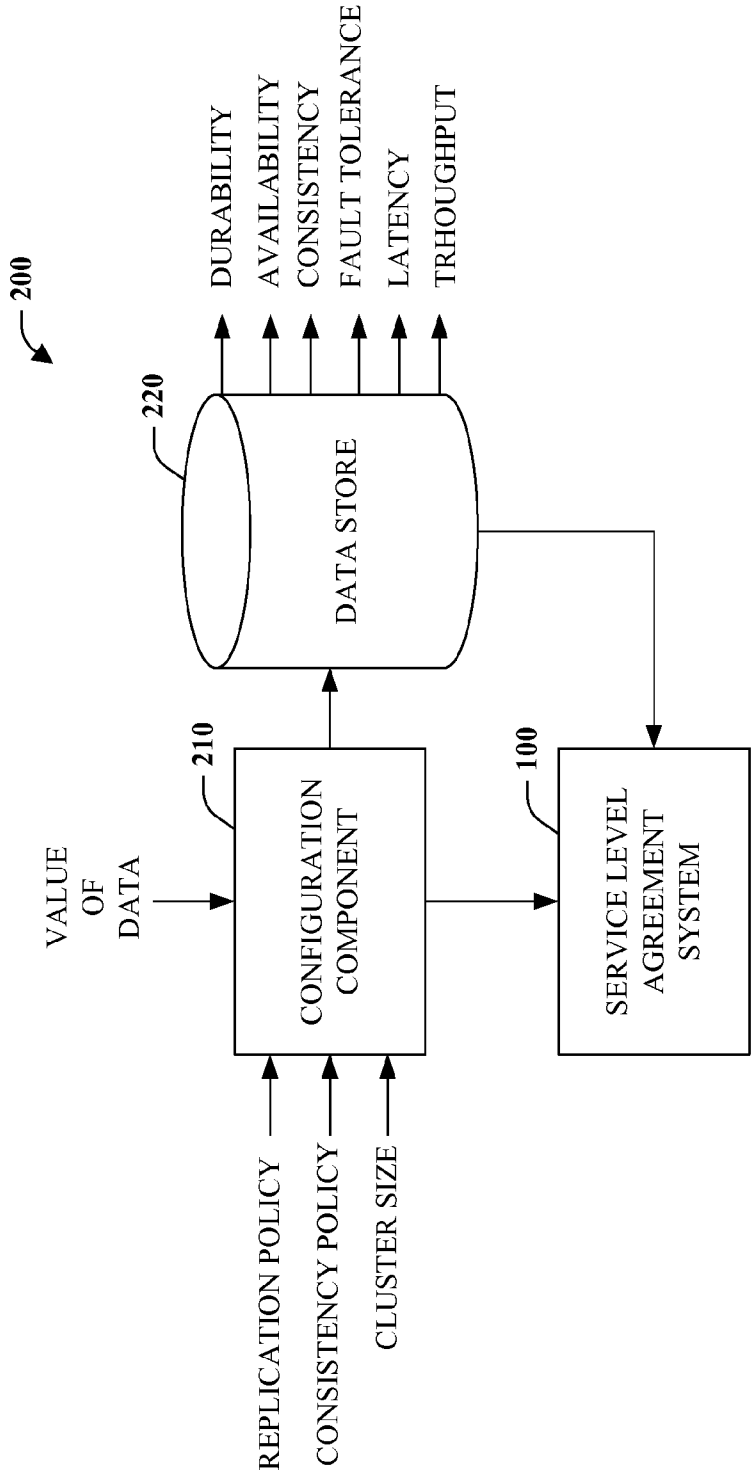 200
VALUE
OF
DATA
210
220
REPLICATION POLICY
CONSISTENCY POLICY
CLUSTER SIZE
CONFIGURATION
COMPONENT
DATA STORE
DURABILITY
AVAILABILITY
CONSISTENCY
FAULT TOLERANCE
LATENCY
TRHOUGHPUT
100
SERVICE LEVEL
AGREEMENT
SYSTEM